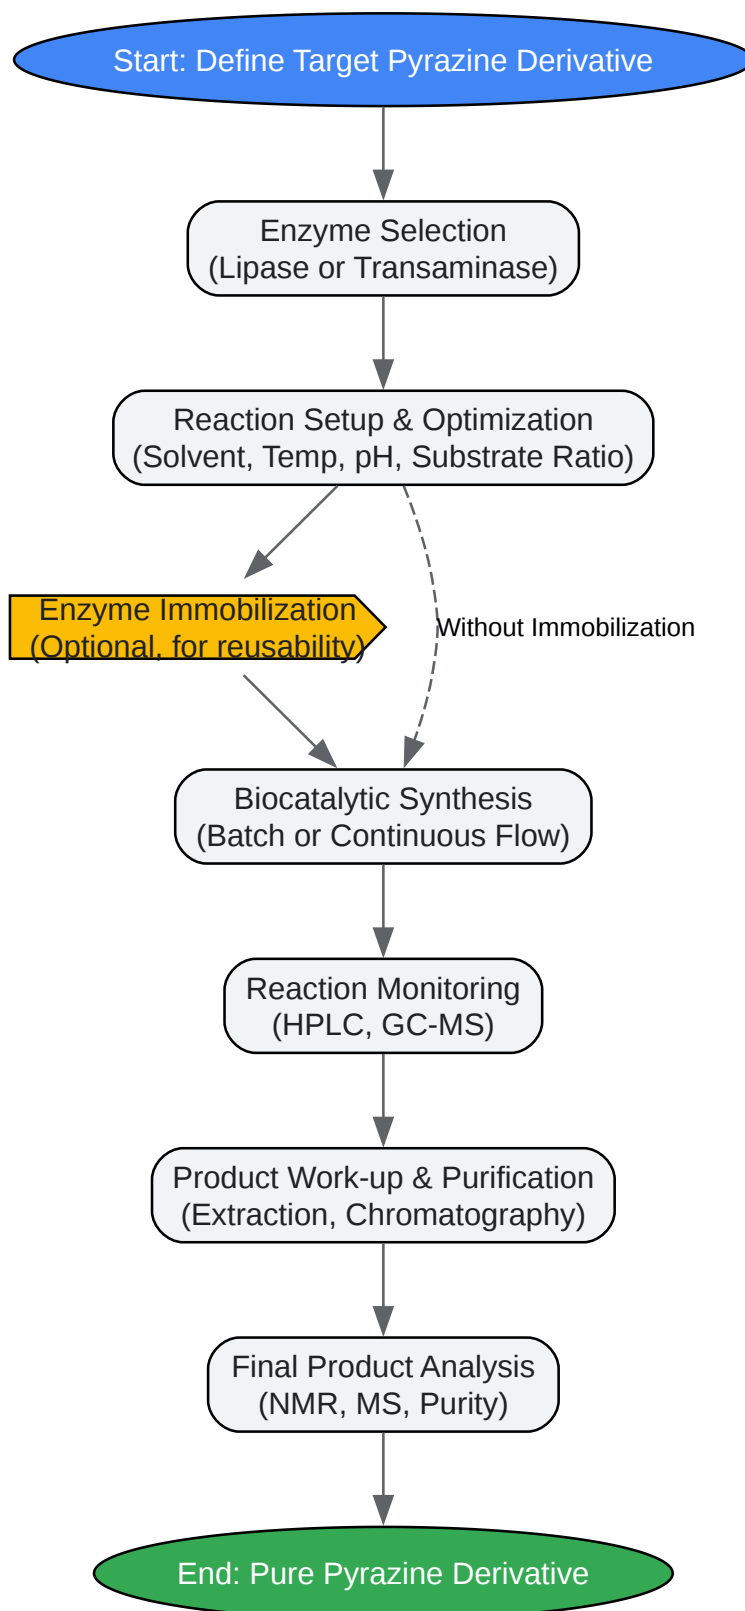 Start: Define Target Pyrazine Derivative
Enzyme Selection
(Lipase or Transaminase)
Reaction Setup & Optimization
(Solvent, Temp, pH, Substrate Ratio)
Enzyme Immobilization
(Optional, for reusability)
Without Immobilization
Biocatalytic Synthesis
(Batch or Continuous Flow)
Reaction Monitoring
(HPLC, GC-MS)
Product Work-up & Purification
(Extraction, Chromatography)
Final Product Analysis
(NMR, MS, Purity)
End: Pure Pyrazine Derivative